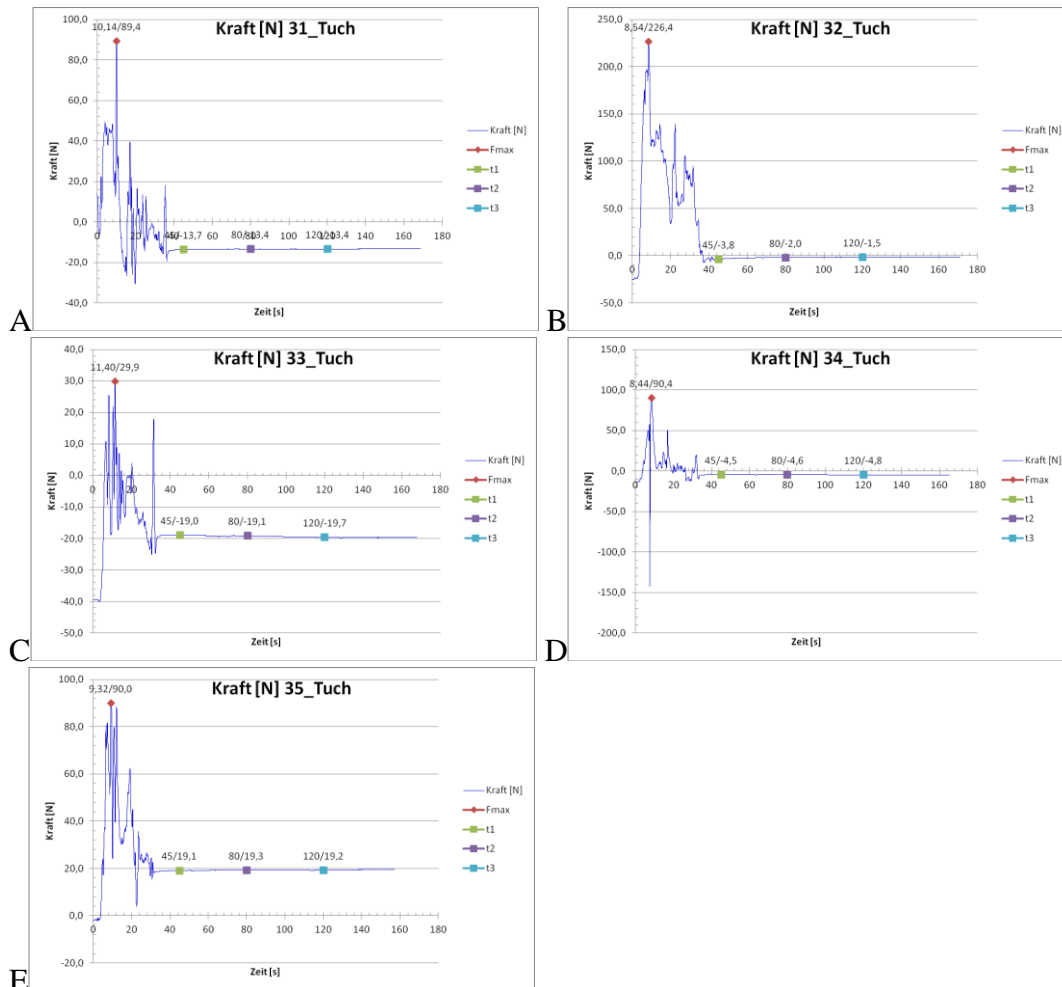 A
Kraft [N] 31_Tuch
10,14/89,4
100,0
80,0
60,0
40,0
20,0
0,0
-20,0
-40,0
0 20 40 60 80 100 120 140 160 180
45/-13,7 80/-13,4 120/-13,4
Kraft [N]
Zeit [s]
Kraft [N]
Fmax
t1
t2
t3
B
Kraft [N] 32_Tuch
8,54/226,4
250,0
200,0
150,0
100,0
50,0
0,0
-50,0
0 20 40 60 80 100 120 140 160 180
45/-3,8 80/-2,0 120/-1,5
Kraft [N]
Zeit [s]
Kraft [N]
Fmax
t1
t2
t3
C
Kraft [N] 33_Tuch
11,40/29,9
40,0
30,0
20,0
10,0
0,0
-10,0
-20,0
-30,0
-40,0
-50,0
0 20 40 60 80 100 120 140 160 180
45/-19,0 80/-19,1 120/-19,7
Kraft [N]
Zeit [s]
Kraft [N]
Fmax
t1
t2
t3
D
Kraft [N] 34_Tuch
8,44/90,4
150,0
100,0
50,0
0,0
-50,0
-100,0
-150,0
-200,0
0 20 40 60 80 100 120 140 160 180
45/-4,5 80/-4,6 120/-4,8
Kraft [N]
Zeit [s]
Kraft [N]
Fmax
t1
t2
t3
E
Kraft [N] 35_Tuch
9,32/90,0
100,0
80,0
60,0
40,0
20,0
0,0
-20,0
0 20 40 60 80 100 120 140 160 180
45/19,1 80/19,3 120/19,2
Kraft [N]
Zeit [s]
Kraft [N]
Fmax
t1
t2
t3